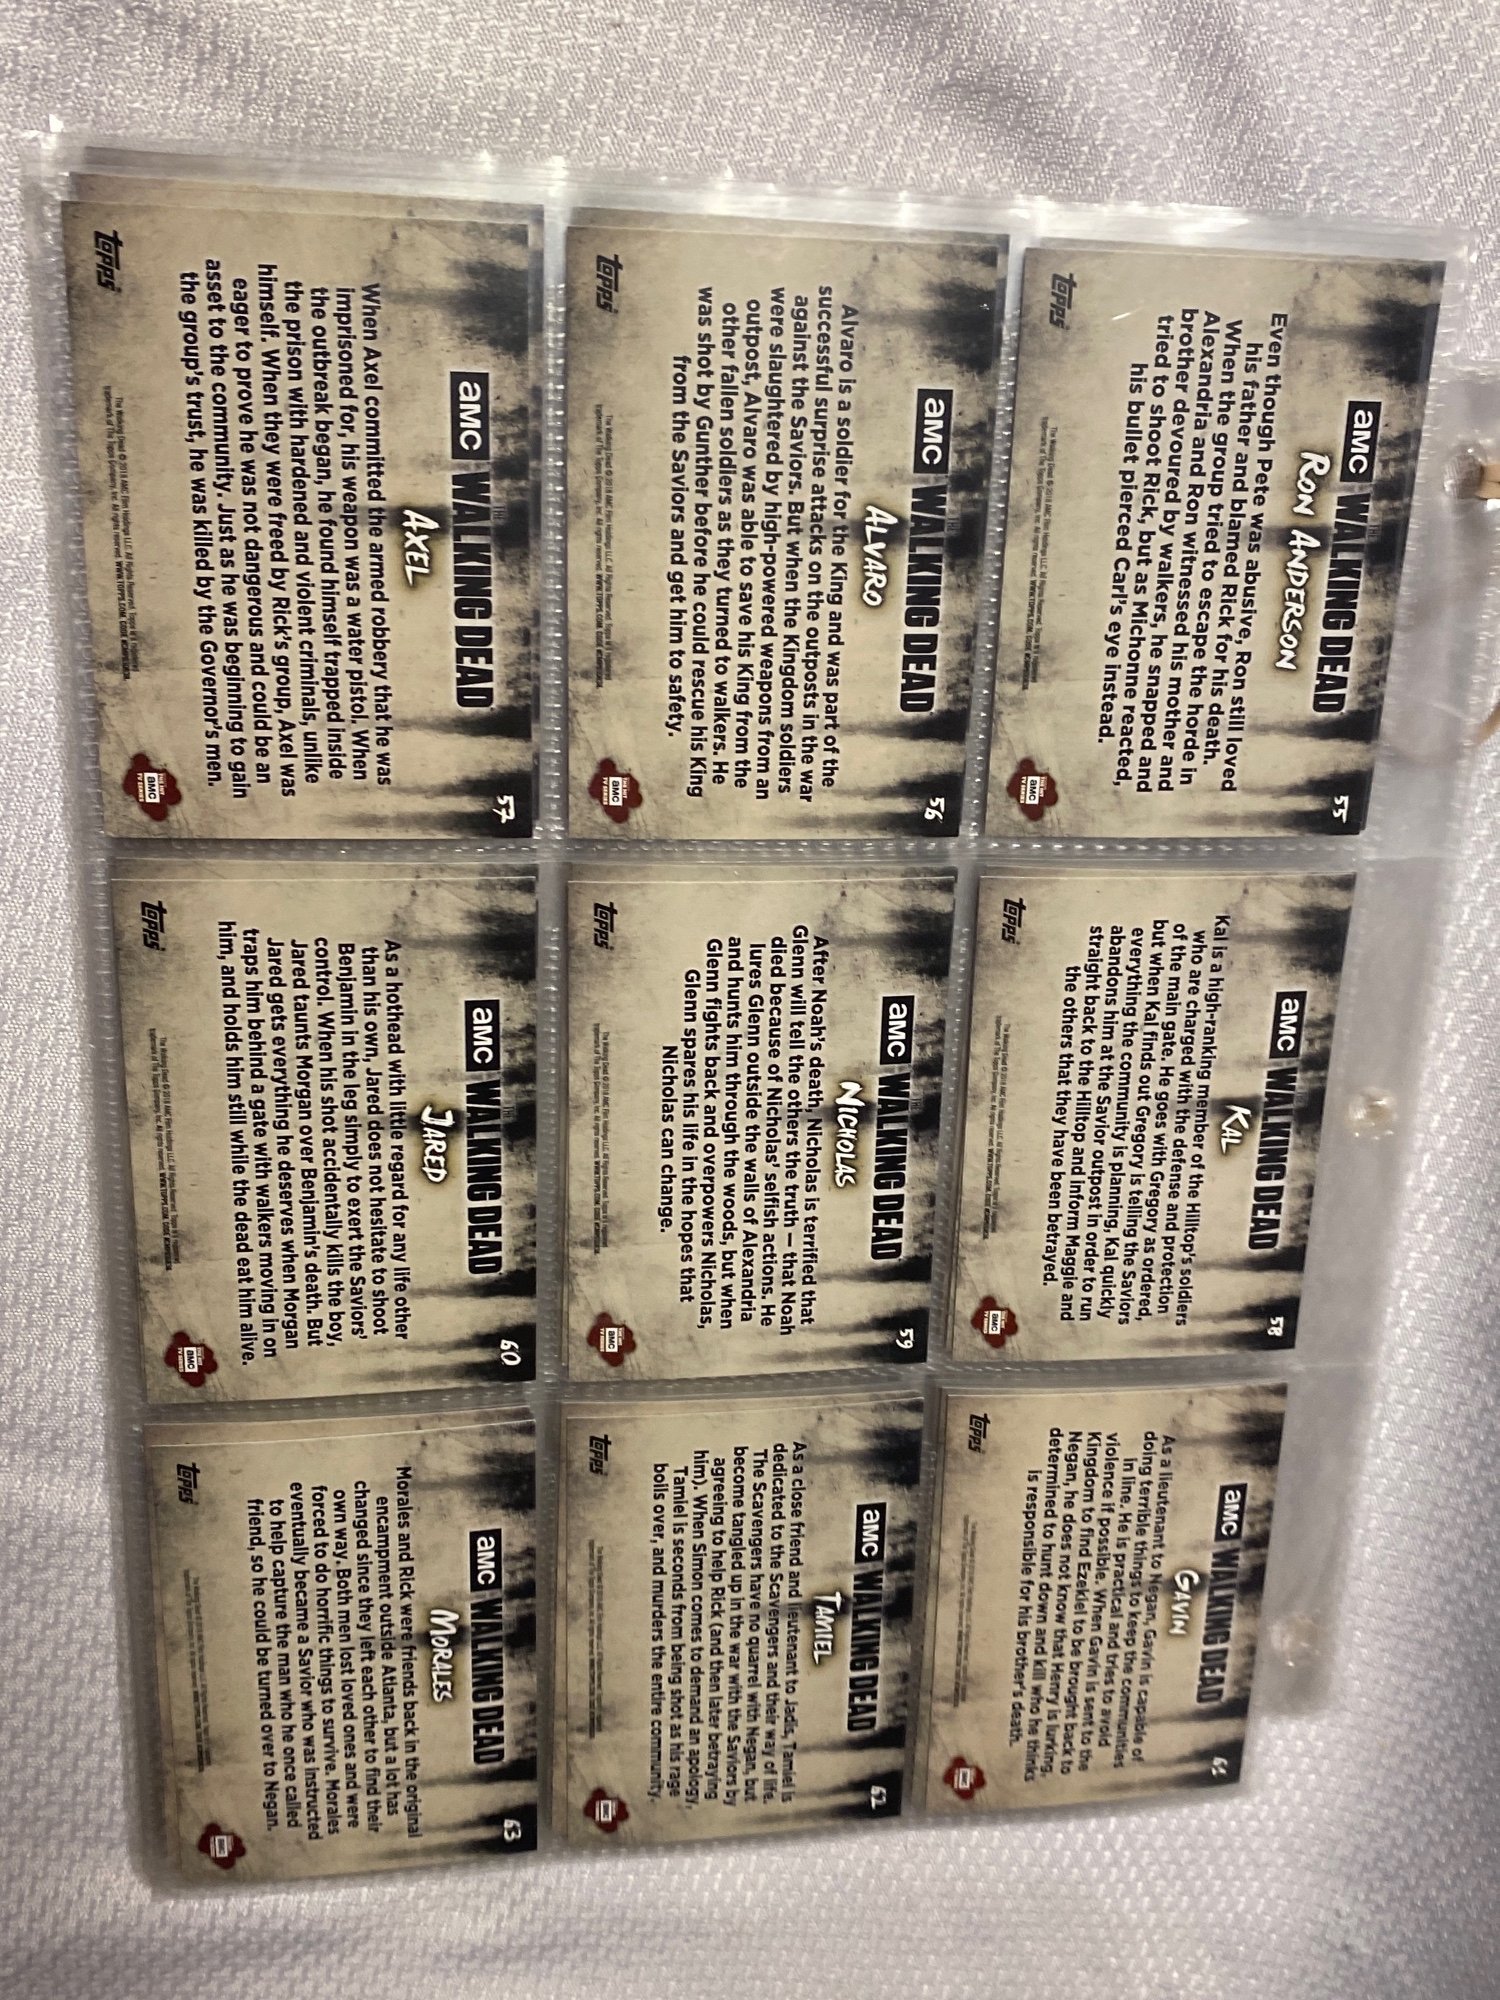 amc THE WALKING DEAD
55
RON ANDERSON
Even though Pete was abusive, Ron still loved
his father and blamed Rick for his death.
When the group tried to escape the horde in
Alexandria and Ron witnessed his mother and
brother devoured by walkers, he snapped and
tried to shoot Rick, but as Michonne reacted,
his bullet pierced Carl's eye instead.
topps
amc
amc THE WALKING DEAD
56
ALVARO
Alvaro is a soldier for the King and was part of the
successful surprise attacks on the outposts in the war
against the Saviors. But when the Kingdom soldiers
were slaughtered by high-powered weapons from an
outpost, Alvaro was able to save his King from the
other fallen soldiers as they turned to walkers. He
was shot by Gunther before he could rescue his King
from the Saviors and get him to safety.
topps
amc
amc THE WALKING DEAD
57
AXEL
When Axel committed the armed robbery that he was
imprisoned for, his weapon was a water pistol. When
the outbreak began, he found himself trapped inside
the prison with hardened and violent criminals, unlike
himself. When they were freed by Rick's group, Axel was
eager to prove he was not dangerous and could be an
asset to the community. Just as he was beginning to gain
the group's trust, he was killed by the Governor's men.
topps
amc
amc THE WALKING DEAD
58
KAL
Kal is a high-ranking member of the Hilltop's soldiers
who are charged with the defense and protection
of the main gate. He goes with Gregory as ordered,
but when Kal finds out Gregory is telling the Saviors
everything the community is planning, Kal quickly
abandons him at the Savior outpost in order to run
straight back to the Hilltop and inform Maggie and
the others that they have been betrayed.
topps
amc
amc THE WALKING DEAD
59
NICHOLAS
After Noah's death, Nicholas is terrified that
Glenn will tell the others the truth — that Noah
died because of Nicholas' selfish actions. He
lures Glenn outside the walls of Alexandria
and hunts him through the woods, but when
Glenn fights back and overpowers Nicholas,
Glenn spares his life in the hopes that
Nicholas can change.
topps
amc
amc THE WALKING DEAD
60
JARED
As a hothead with little regard for any life other
than his own, Jared does not hesitate to shoot
Benjamin in the leg simply to exert the Saviors'
control. When his shot accidentally kills the boy,
Jared taunts Morgan over Benjamin's death. But
Jared gets everything he deserves when Morgan
traps him behind a gate with walkers moving in on
him, and holds him still while the dead eat him alive.
topps
amc
amc WALKING DEAD
61
GAVIN
As a lieutenant to Negan, Gavin is capable of
doing terrible things to keep the communities
in line. He is practical and tries to avoid
violence if possible. When Gavin is sent to the
Kingdom to find Ezekiel to be brought back to
Negan, he does not know that Henry is lurking,
determined to hunt down and kill who he thinks
is responsible for his brother's death.
topps
amc WALKING DEAD
62
TAMIEL
As a close friend and lieutenant to Jadis, Tamiel is
dedicated to the Scavengers and their way of life.
The Scavengers have no quarrel with Negan, but
become tangled up in the war with the Saviors by
agreeing to help Rick (and then later betraying
him). When Simon comes to demand an apology,
Tamiel is seconds from being shot as his rage
boils over, and murders the entire community.
topps
amc WALKING DEAD
63
MORALES
Morales and Rick were friends back in the original
encampment outside Atlanta, but a lot has
changed since they left each other to find their
own way. Both men lost loved ones and were
forced to do horrific things to survive. Morales
eventually became a Savior who was instructed
to help capture the man who he once called
friend, so he could be turned over to Negan.
topps